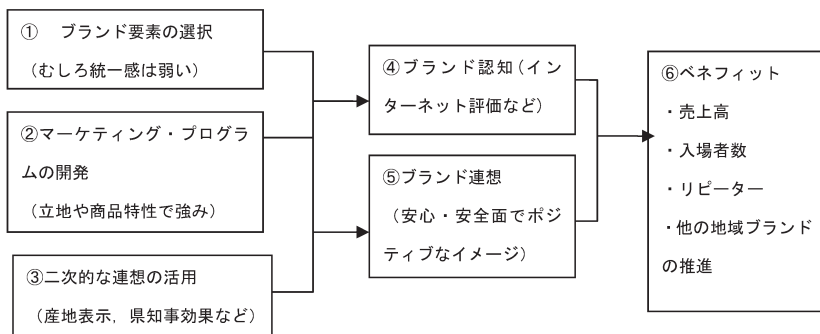 ① ブランド要素の選択
（むしろ統一感は弱い）
②マーケティング・プログラ
ムの開発
（立地や商品特性で強み）
③二次的な連想の活用
（産地表示，県知事効果など）
④ブランド認知（イン
ターネット評価など）
⑤ブランド連想
（安心・安全面でポジ
ティブなイメージ）
⑥ベネフィット
・売上高
・入場者数
・リピーター
・他の地域ブランド
の推進